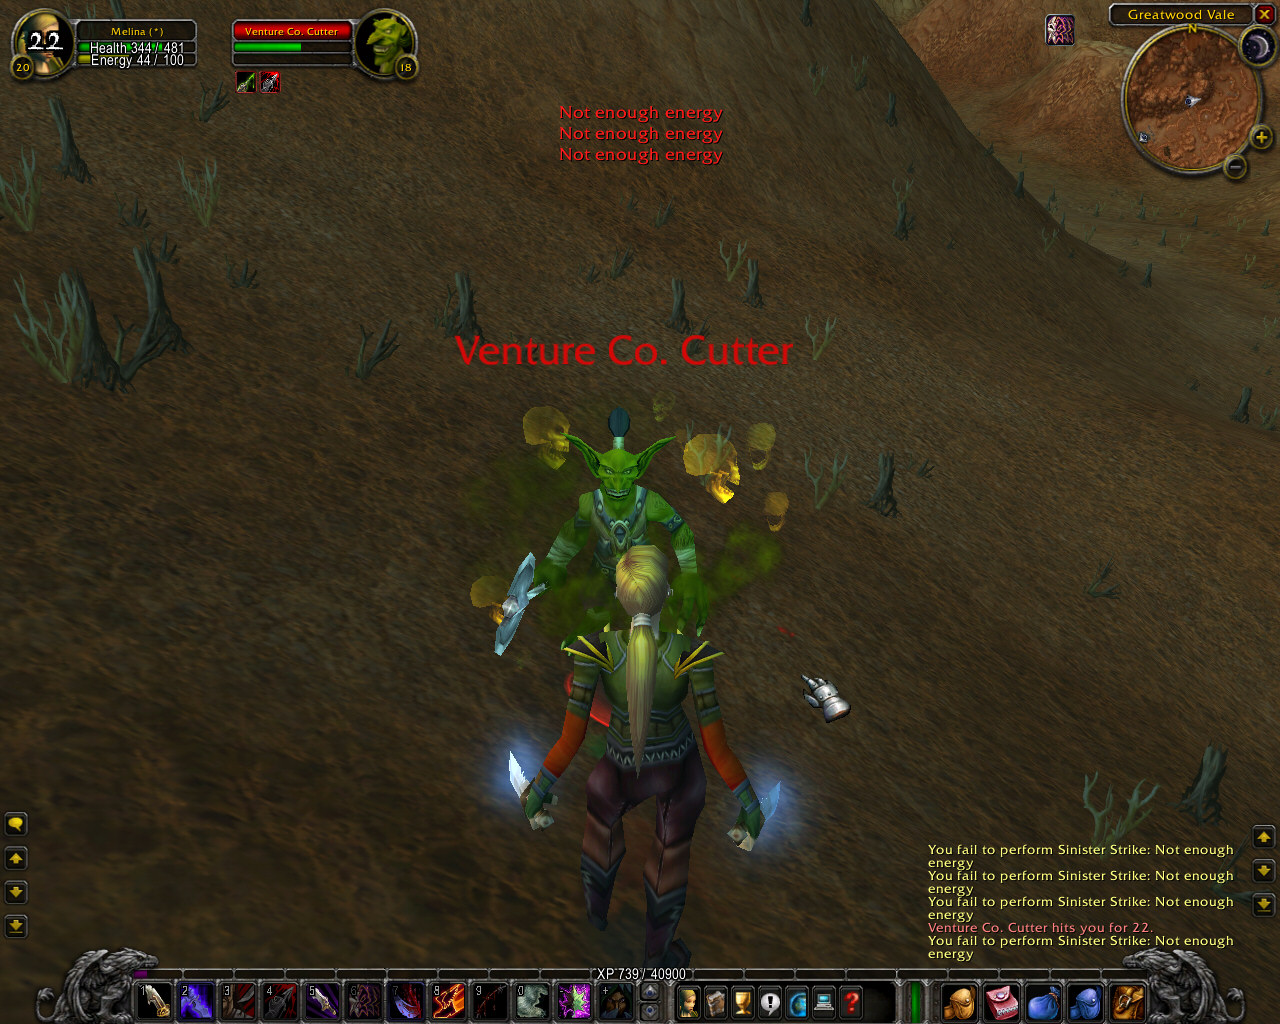 22
Melina (*)
Health 344 / 481
Energy 44 / 100
20
Venture Co. Cutter
18
Greatwood Vale
N
Not enough energy
Not enough energy
Not enough energy
Venture Co. Cutter
You fail to perform Sinister Strike: Not enough
energy
You fail to perform Sinister Strike: Not enough
energy
You fail to perform Sinister Strike: Not enough
energy
Venture Co. Cutter hits you for 22.
You fail to perform Sinister Strike: Not enough
energy
XP 739 / 40900
1 2 3 4 5 6 7 8 9 0 - +